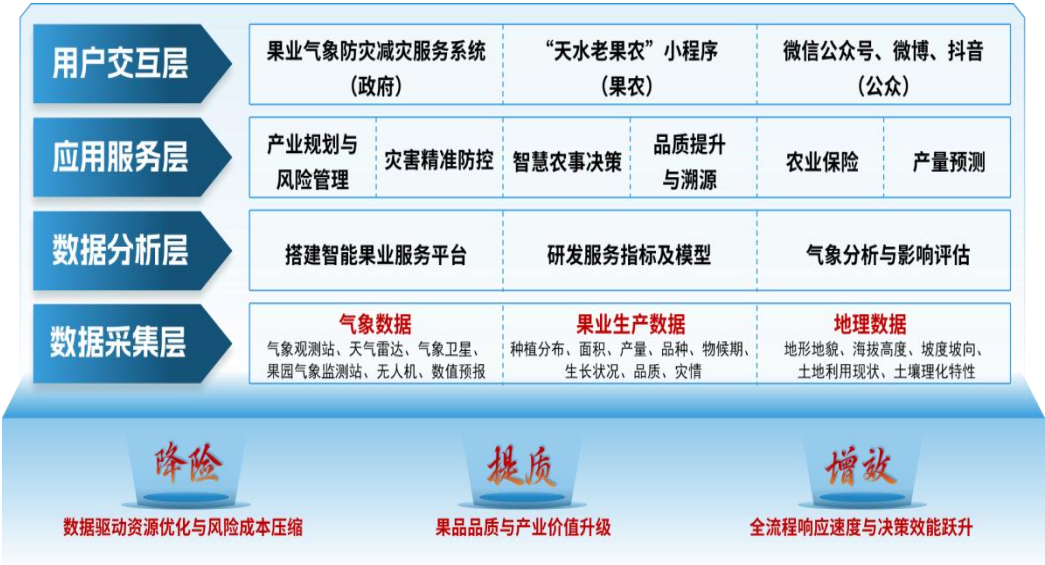 用户交互层
果业气象防灾减灾服务系统
（政府）
“天水老果农”小程序
（果农）
微信公众号、微博、抖音
（公众）
应用服务层
产业规划与
风险管理
灾害精准防控
智慧农事决策
品质提升
与溯源
农业保险
产量预测
数据分析层
搭建智能果业服务平台
研发服务指标及模型
气象分析与影响评估
数据采集层
气象数据
气象观测站、天气雷达、气象卫星、
果园气象监测站、无人机、数值预报
果业生产数据
种植分布、面积、产量、品种、物候期、
生长状况、品质、灾情
地理数据
地形地貌、海拔高度、坡度坡向、
土地利用现状、土壤理化特性
降险
数据驱动资源优化与风险成本压缩
提质
果品品质与产业价值升级
增效
全流程响应速度与决策效能跃升